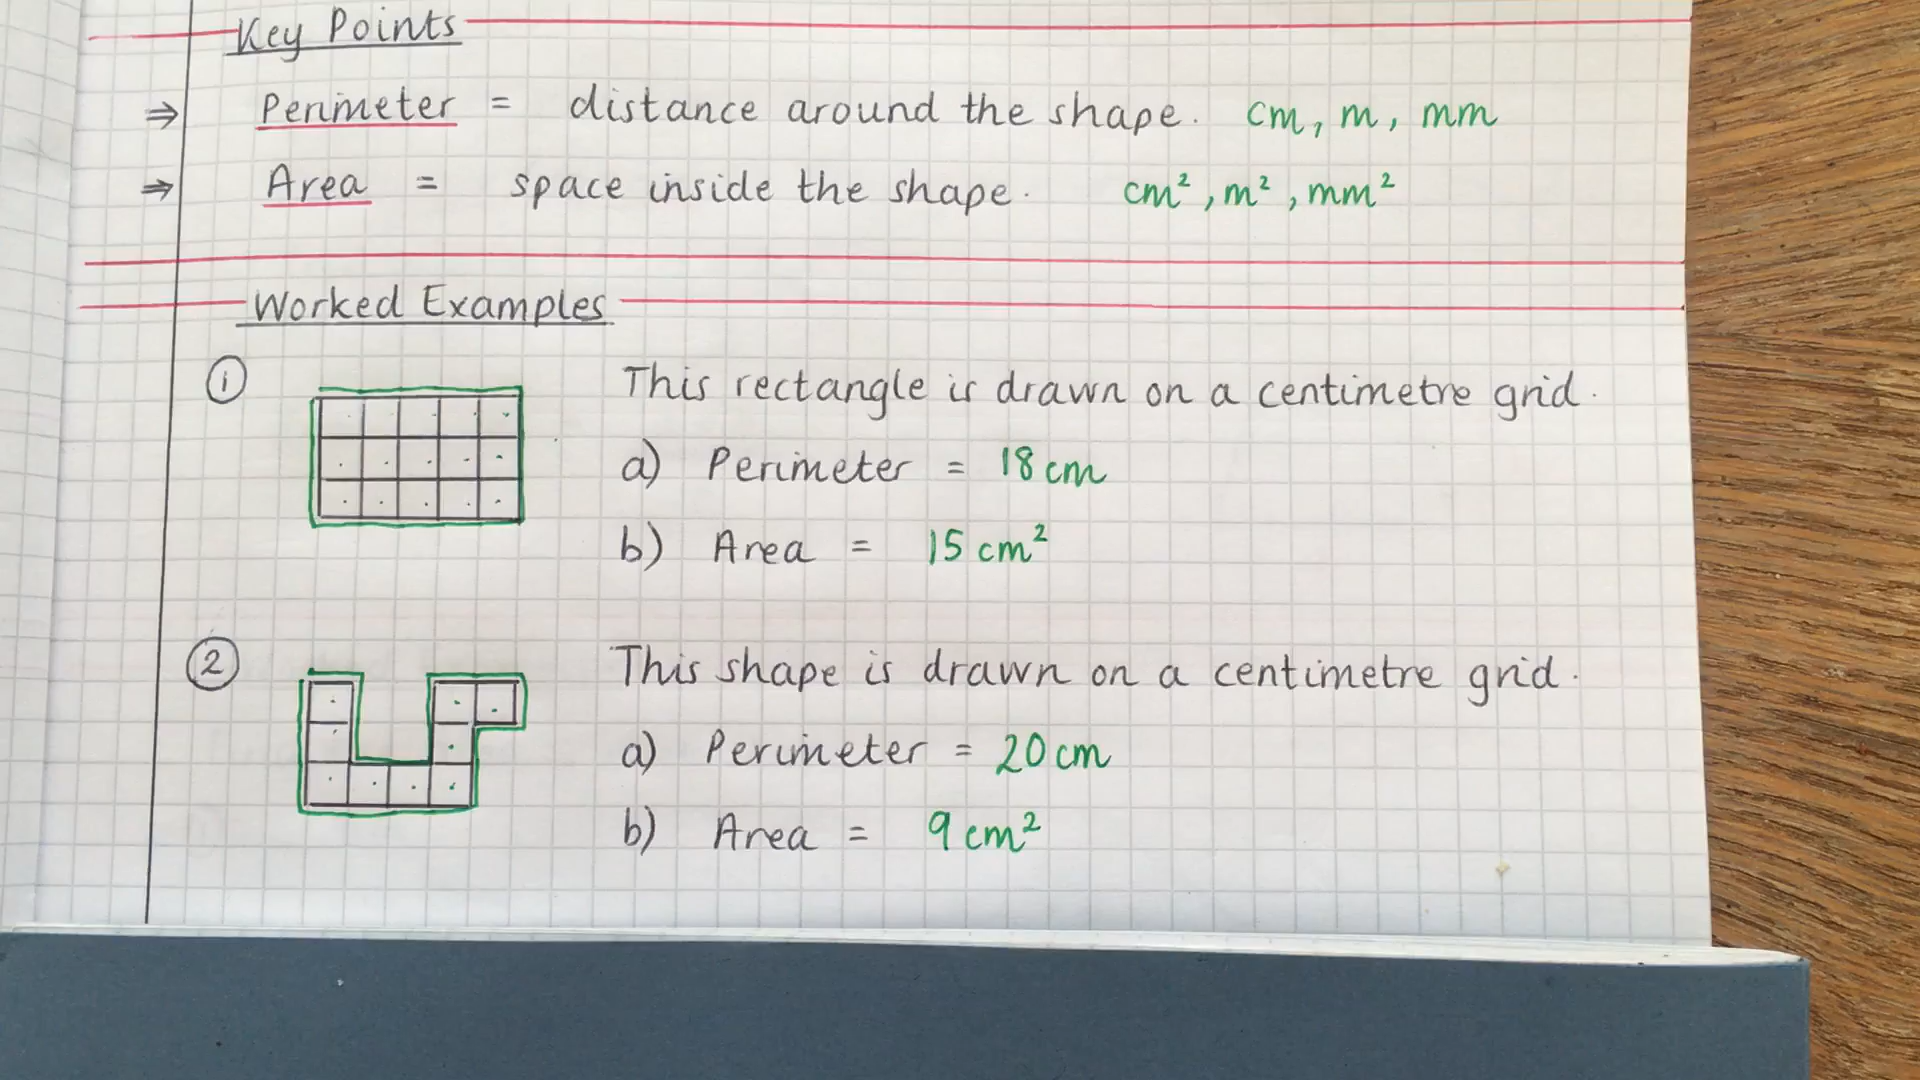 Key Points
⇒ Perimeter = distance around the shape. cm, m, mm
⇒ Area = space inside the shape. cm², m², mm²
Worked Examples
① This rectangle is drawn on a centimetre grid.
a) Perimeter = 18 cm
b) Area = 15 cm²
② This shape is drawn on a centimetre grid.
a) Perimeter = 20 cm
b) Area = 9 cm²